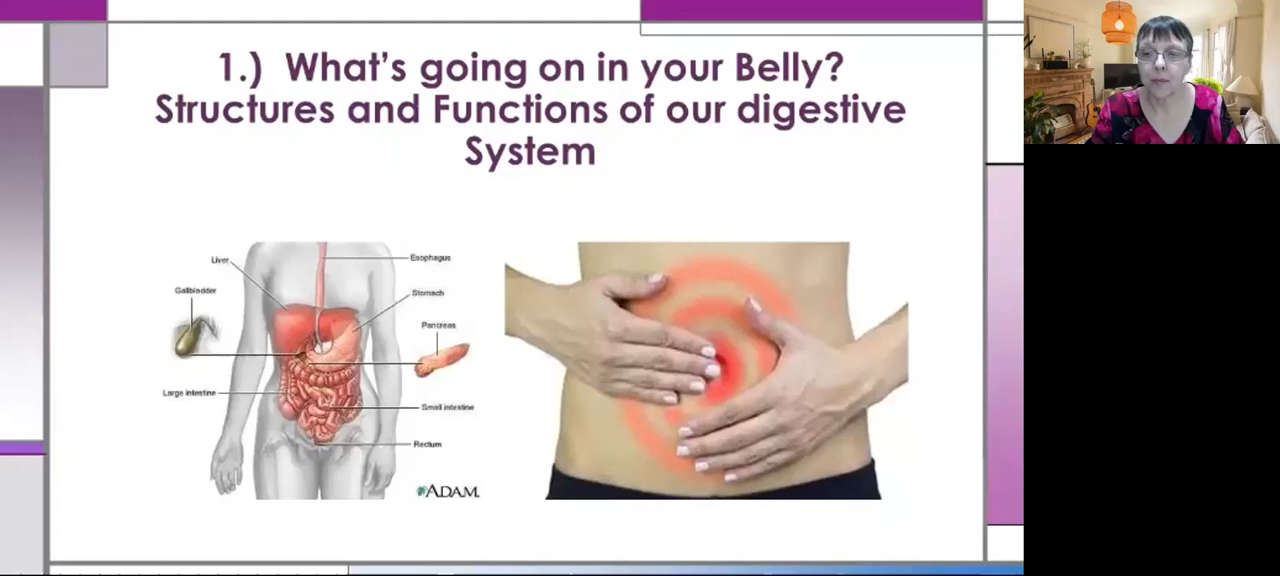 1.) What's going on in your Belly?
Structures and Functions of our digestive
System
Liver
Esophagus
Gallbladder
Stomach
Pancreas
Large intestine
Small intestine
Rectum
ADAM.